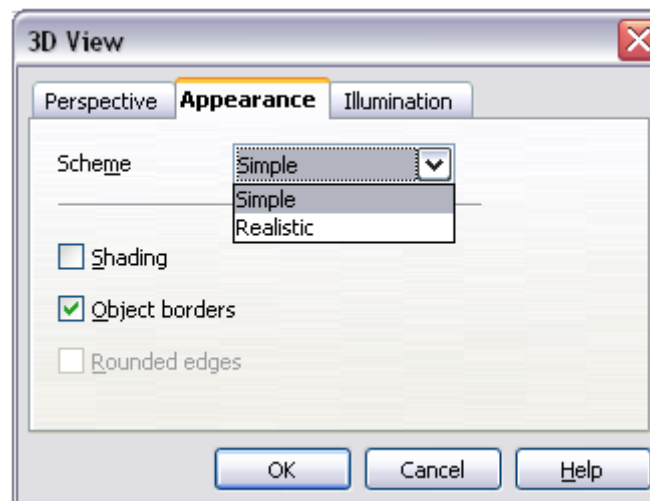 3D View
Perspective Appearance Illumination
Scheme Simple
Simple
Realistic
Shading
Object borders
Rounded edges
OK Cancel Help